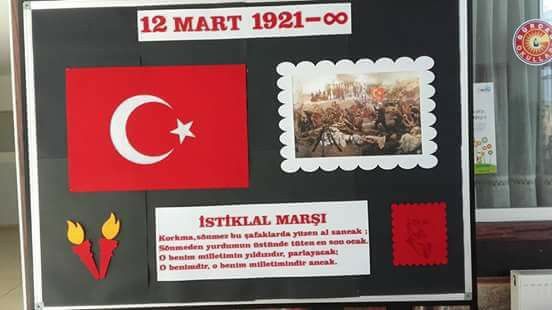 12 MART 1921-∞
İSTİKLAL MARŞI
Korkma, sönmez bu şafaklarda yüzen al sancak ;
Sönmeden yurdumun üstünde tüten en son ocak.
O benim milletimin yıldızıdır, parlayacak;
O benimdir, o benim milletimindir ancak.